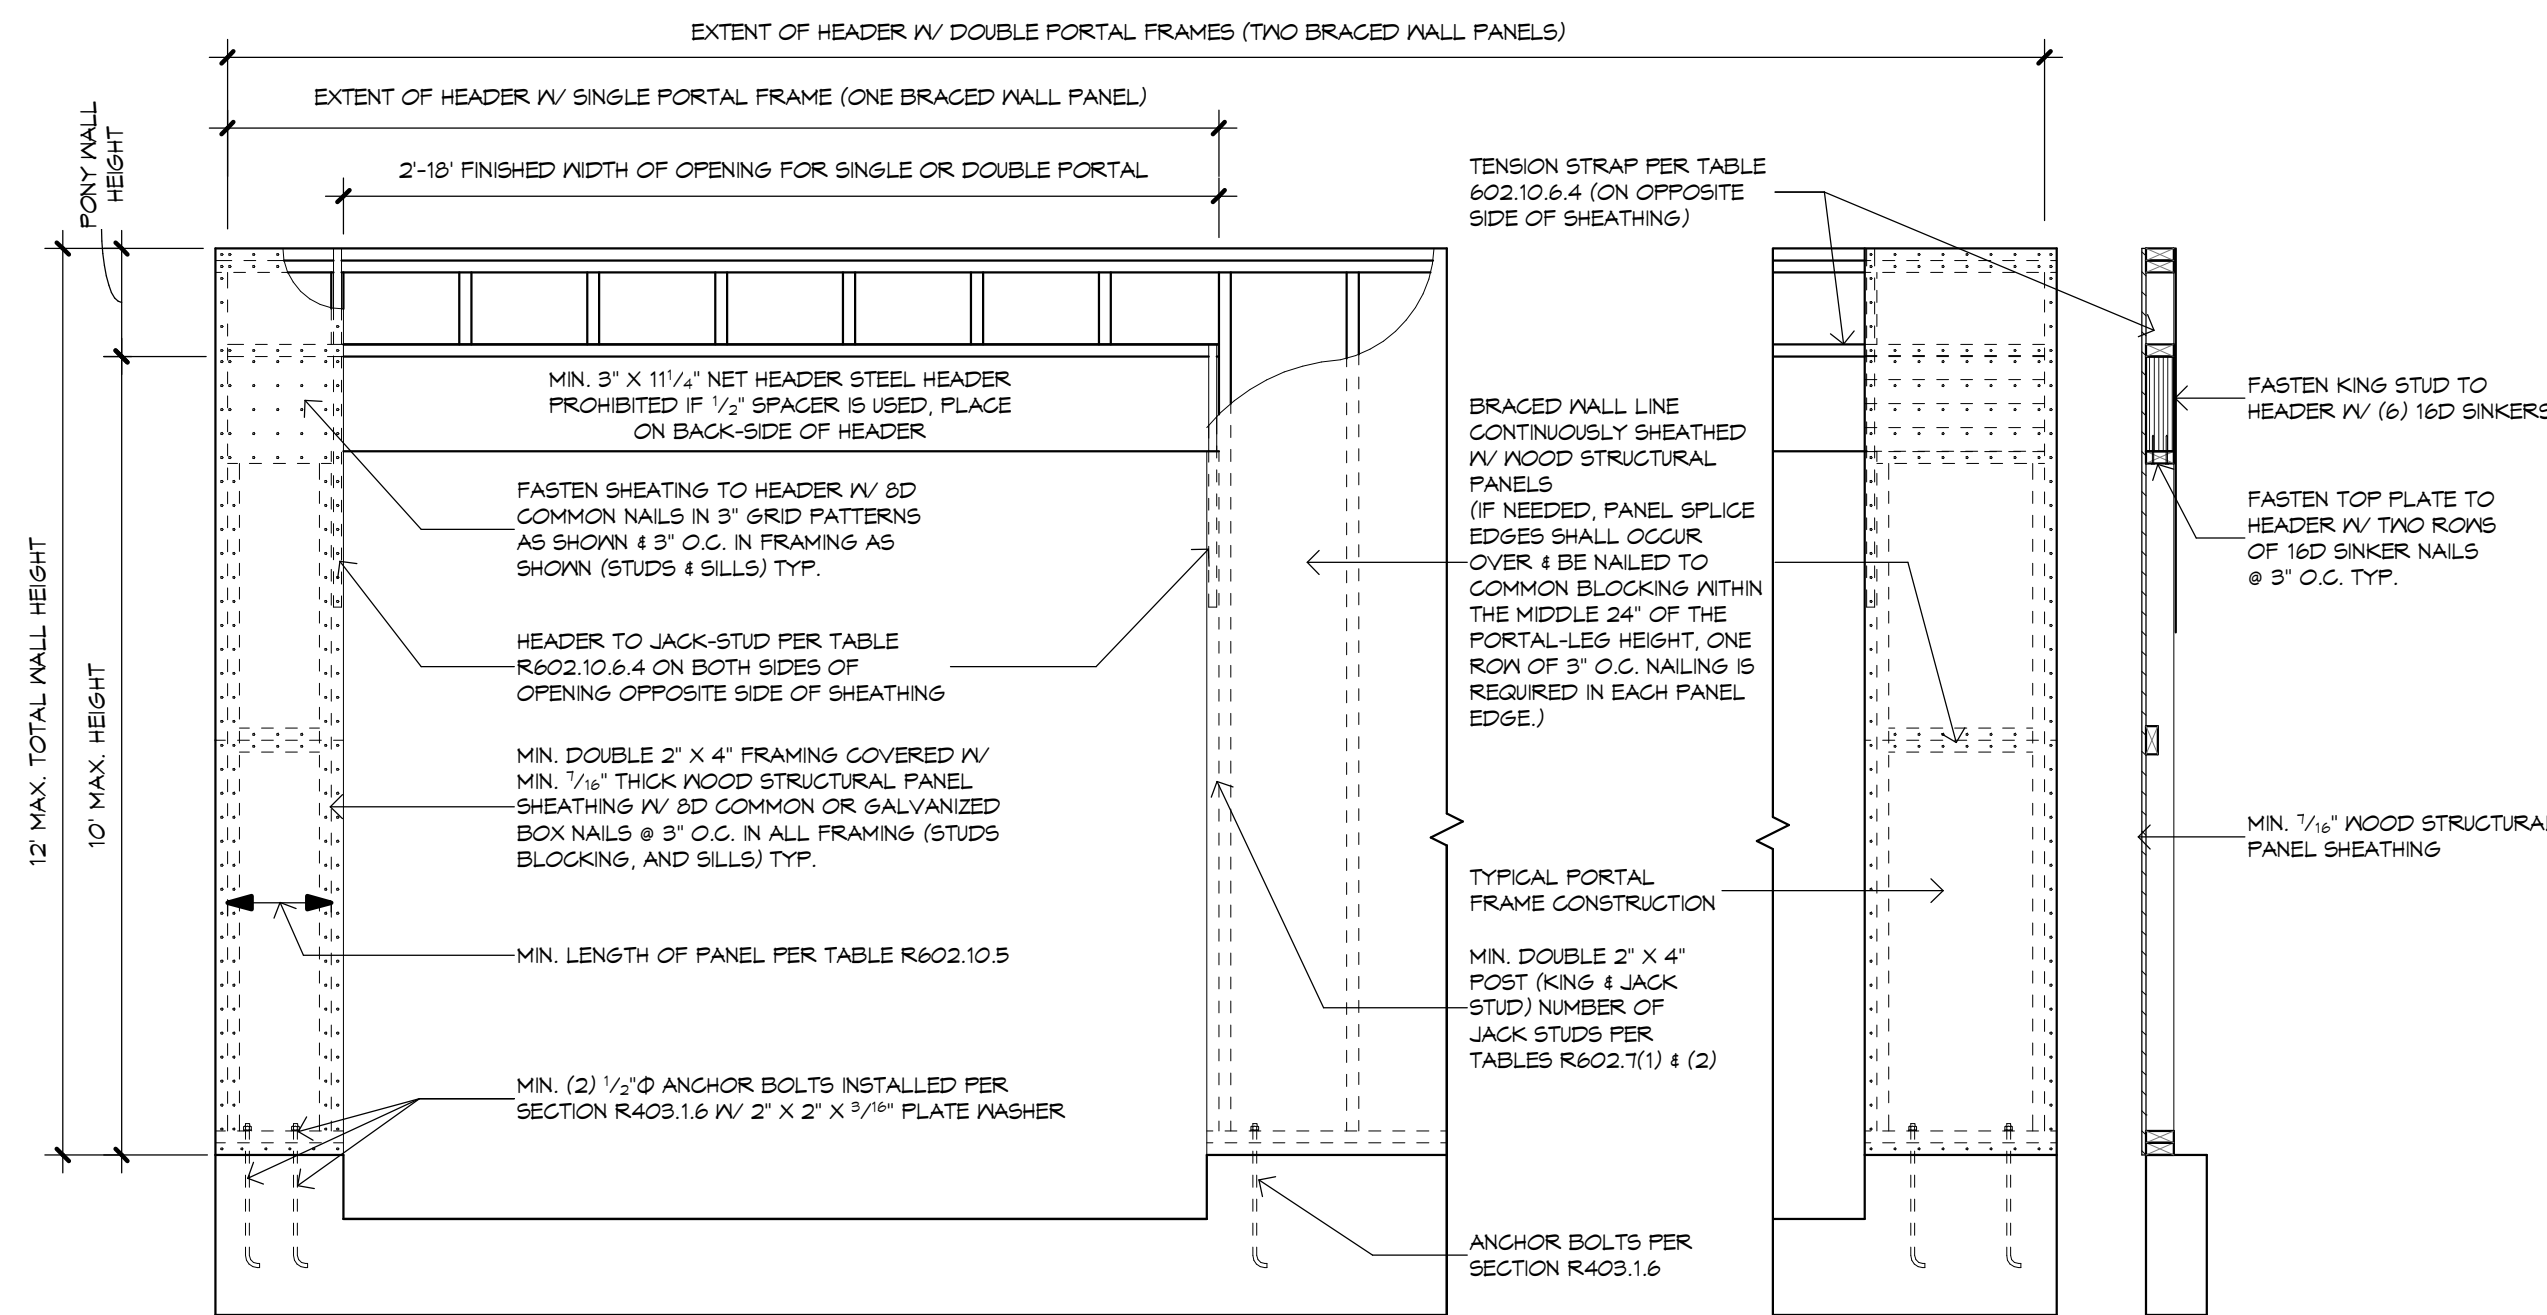 EXTENT OF HEADER W/ DOUBLE PORTAL FRAMES (TWO BRACED WALL PANELS)
EXTENT OF HEADER W/ SINGLE PORTAL FRAME (ONE BRACED WALL PANEL)
2'-18' FINISHED WIDTH OF OPENING FOR SINGLE OR DOUBLE PORTAL
PONY WALL
HEIGHT
12' MAX. TOTAL WALL HEIGHT
10' MAX. HEIGHT
MIN. 3" X 11 1/4" NET HEADER STEEL HEADER
PROHIBITED IF 1/2" SPACER IS USED, PLACE
ON BACK-SIDE OF HEADER
FASTEN SHEATING TO HEADER W/ 8D
COMMON NAILS IN 3" GRID PATTERNS
AS SHOWN & 3" O.C. IN FRAMING AS
SHOWN (STUDS & SILLS) TYP.
HEADER TO JACK-STUD PER TABLE
R602.10.6.4 ON BOTH SIDES OF
OPENING OPPOSITE SIDE OF SHEATHING
MIN. DOUBLE 2" X 4" FRAMING COVERED W/
MIN. 7/16" THICK WOOD STRUCTURAL PANEL
SHEATHING W/ 8D COMMON OR GALVANIZED
BOX NAILS @ 3" O.C. IN ALL FRAMING (STUDS
BLOCKING, AND SILLS) TYP.
MIN. LENGTH OF PANEL PER TABLE R602.10.5
MIN. (2) 1/2"Φ ANCHOR BOLTS INSTALLED PER
SECTION R403.1.6 W/ 2" X 2" X 3/16" PLATE WASHER
TENSION STRAP PER TABLE
602.10.6.4 (ON OPPOSITE
SIDE OF SHEATHING)
BRACED WALL LINE
CONTINUOUSLY SHEATHED
W/ WOOD STRUCTURAL
PANELS
(IF NEEDED, PANEL SPLICE
EDGES SHALL OCCUR
OVER & BE NAILED TO
COMMON BLOCKING WITHIN
THE MIDDLE 24" OF THE
PORTAL-LEG HEIGHT, ONE
ROW OF 3" O.C. NAILING IS
REQUIRED IN EACH PANEL
EDGE.)
TYPICAL PORTAL
FRAME CONSTRUCTION
MIN. DOUBLE 2" X 4"
POST (KING & JACK
STUD) NUMBER OF
JACK STUDS PER
TABLES R602.7(1) & (2)
ANCHOR BOLTS PER
SECTION R403.1.6
FASTEN KING STUD TO
HEADER W/ (6) 16D SINKERS
FASTEN TOP PLATE TO
HEADER W/ TWO ROWS
OF 16D SINKER NAILS
@ 3" O.C. TYP.
MIN. 7/16" WOOD STRUCTURAL
PANEL SHEATHING